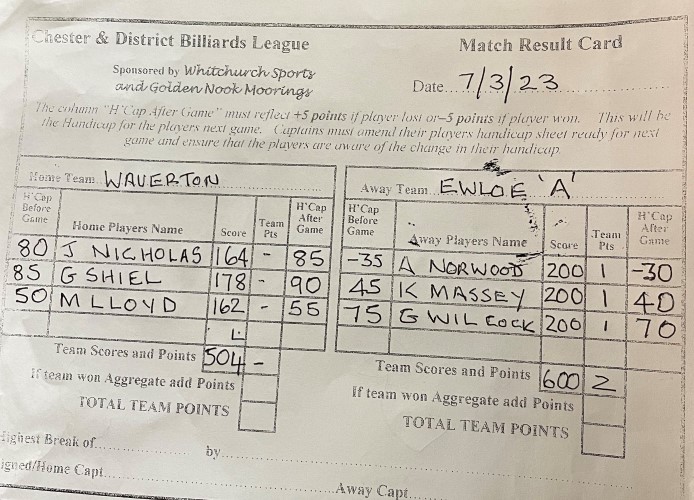 Chester & District Billiards League
Match Result Card
Sponsored by Whitchurch Sports
and Golden Nook Moorings
Date 7/3/23
The column "H'Cap After Game" must reflect +5 points if player lost or -5 points if player won. This will be
the Handicap for the players next game. Captains must amend their players handicap sheet ready for next
game and ensure that the players are aware of the change in their handicap.
Home Team WAVERTON
H'Cap Before Game Home Players Name Score Team Pts H'Cap After Game
80 J NICHOLAS 164 - 85
85 G SHIEL 178 - 90
50 M LLOYD 162 - 55
Team Scores and Points 504 -
If team won Aggregate add Points
TOTAL TEAM POINTS
Away Team EWLOE 'A'
H'Cap Before Game Away Players Name Score Team Pts H'Cap After Game
-35 A NORWOOD 200 1 -30
45 K MASSEY 200 1 40
75 G WILCOCK 200 1 70
Team Scores and Points 600 2
If team won Aggregate add Points
TOTAL TEAM POINTS
Highest Break of by
Signed/Home Capt. Away Capt.